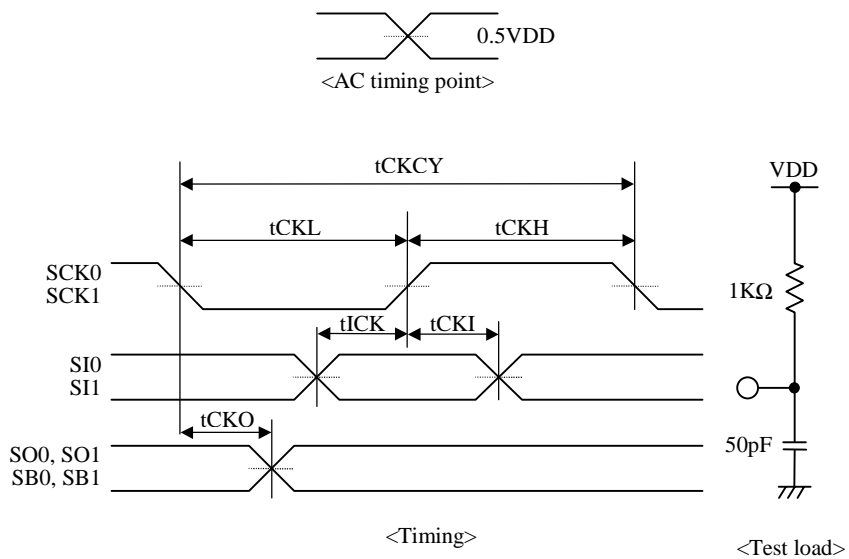 0.5VDD
<AC timing point>
tCKCY
VDD
tCKL
tCKH
SCK0
SCK1
1KΩ
tICK
tCKI
SI0
SI1
tCKO
SO0, SO1
SB0, SB1
50pF
<Timing>
<Test load>